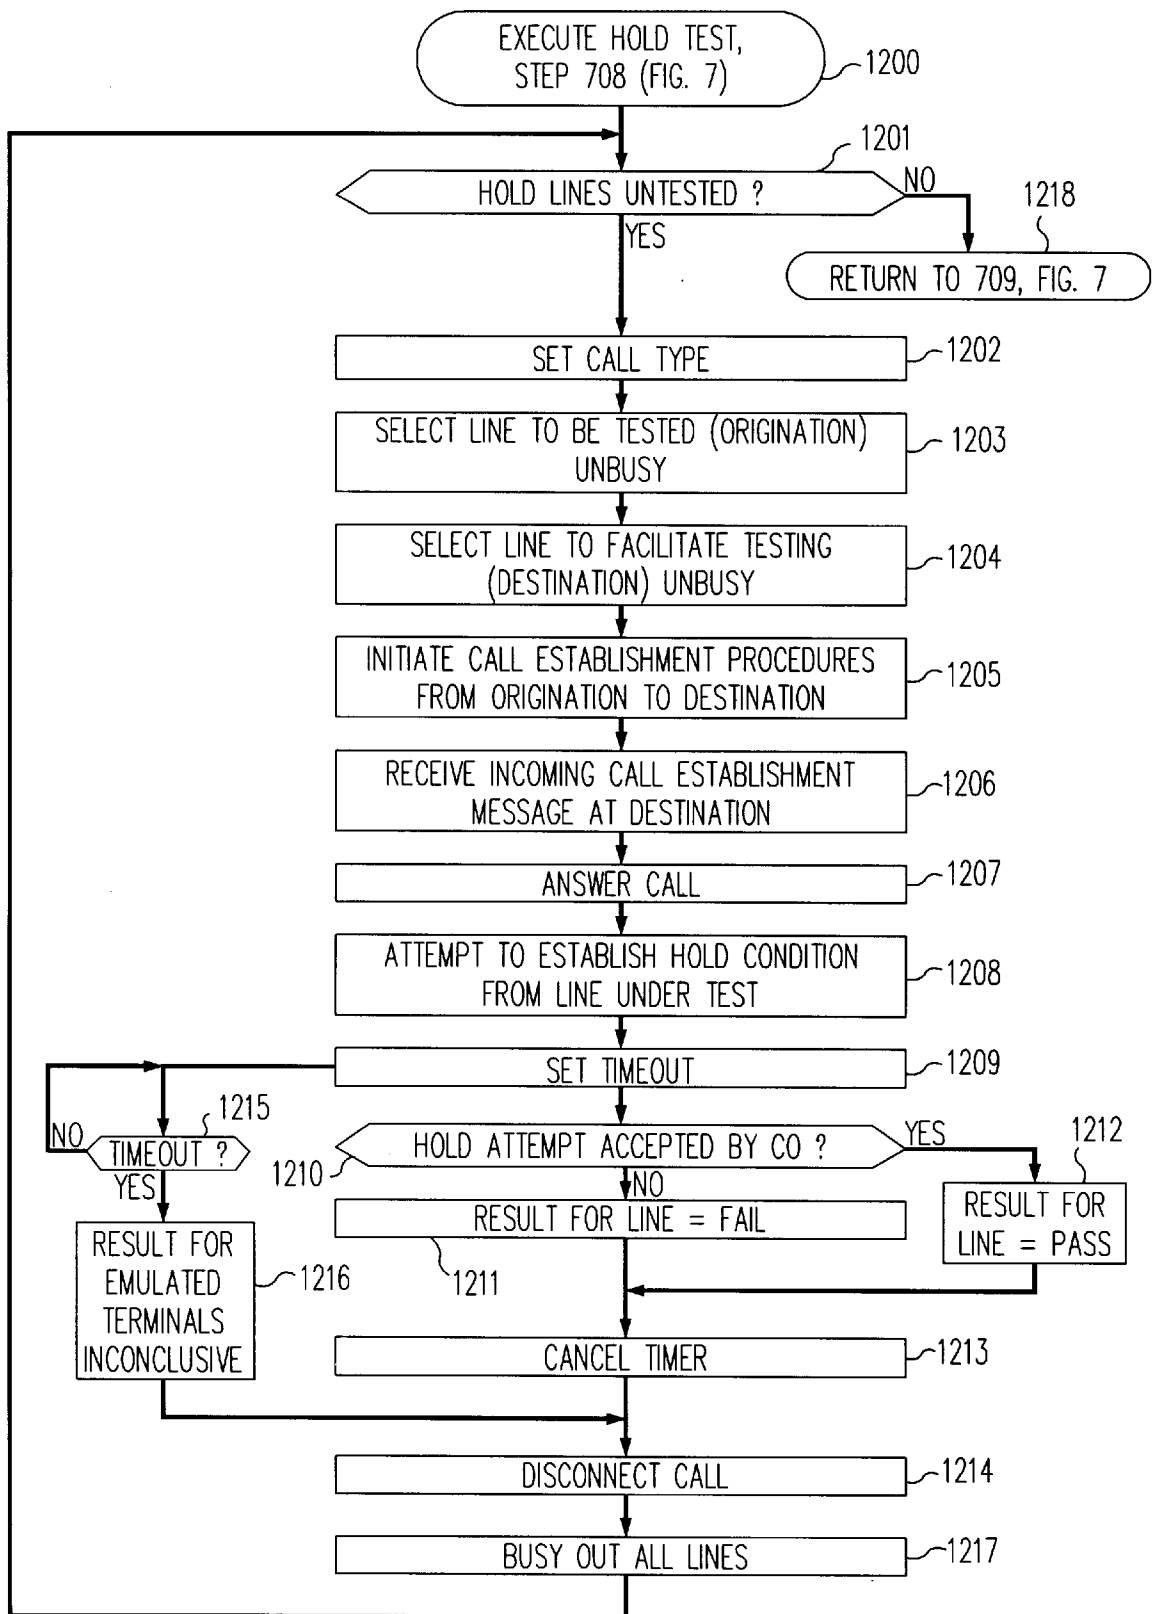 EXECUTE HOLD TEST,
STEP 708 (FIG. 7)
1200
1201
HOLD LINES UNTESTED ?
NO
YES
1218
RETURN TO 709, FIG. 7
SET CALL TYPE
1202
SELECT LINE TO BE TESTED (ORIGINATION)
UNBUSY
1203
SELECT LINE TO FACILITATE TESTING
(DESTINATION) UNBUSY
1204
INITIATE CALL ESTABLISHMENT PROCEDURES
FROM ORIGINATION TO DESTINATION
1205
RECEIVE INCOMING CALL ESTABLISHMENT
MESSAGE AT DESTINATION
1206
ANSWER CALL
1207
ATTEMPT TO ESTABLISH HOLD CONDITION
FROM LINE UNDER TEST
1208
SET TIMEOUT
1209
1215
NO
TIMEOUT ?
YES
1210
HOLD ATTEMPT ACCEPTED BY CO ?
YES
NO
1212
RESULT FOR
LINE = PASS
RESULT FOR LINE = FAIL
1211
RESULT FOR
EMULATED
TERMINALS
INCONCLUSIVE
1216
CANCEL TIMER
1213
DISCONNECT CALL
1214
BUSY OUT ALL LINES
1217